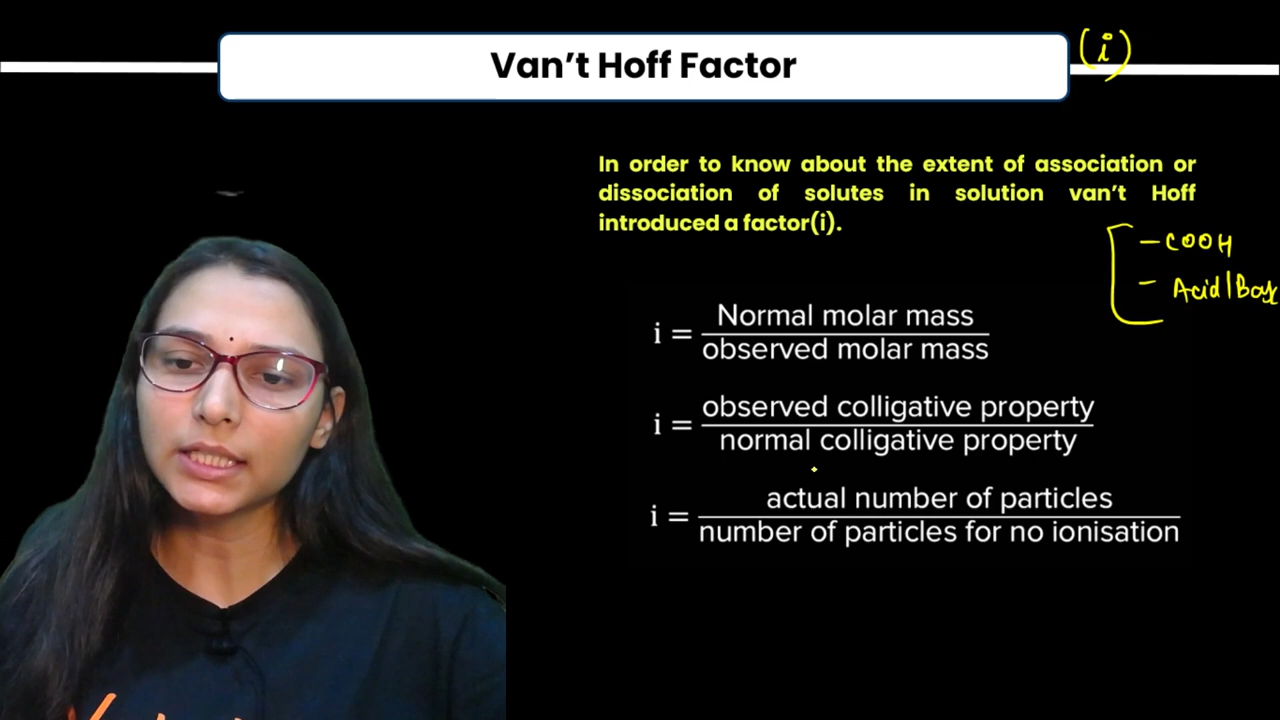 Van't Hoff Factor
(i)
In order to know about the extent of association or
dissociation of solutes in solution van't Hoff
introduced a factor(i).
- COOH
- Acid/Base
i = Normal molar mass
observed molar mass
i = observed colligative property
normal colligative property
i = actual number of particles
number of particles for no ionisation